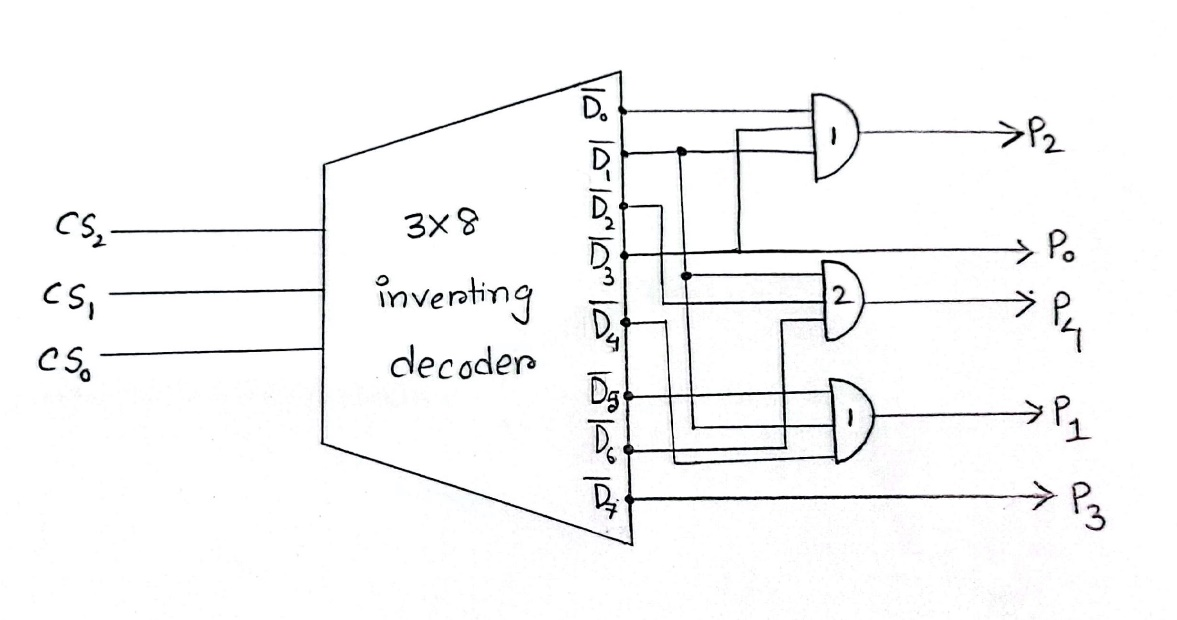 CS₂
CS₁
CS₀
3x8
inverting
decoder
D̅₀
D̅₁
D̅₂
D̅₃
D̅₄
D̅₅
D̅₆
D̅₇
1
2
1
P₂
P₀
P₄
P₁
P₃